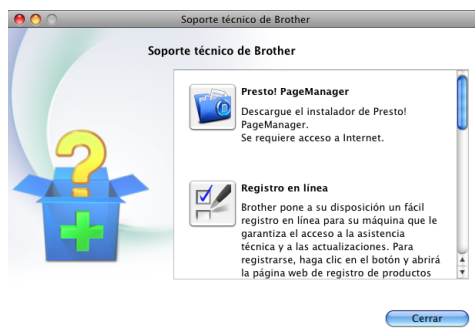 Soporte técnico de Brother
Soporte técnico de Brother
Presto! PageManager
Descargue el instalador de Presto!
PageManager.
Se requiere acceso a Internet.
Registro en línea
Brother pone a su disposición un fácil
registro en línea para su máquina que le
garantiza el acceso a la asistencia
técnica y a las actualizaciones. Para
registrarse, haga clic en el botón y abrirá
la página web de registro de productos
Cerrar